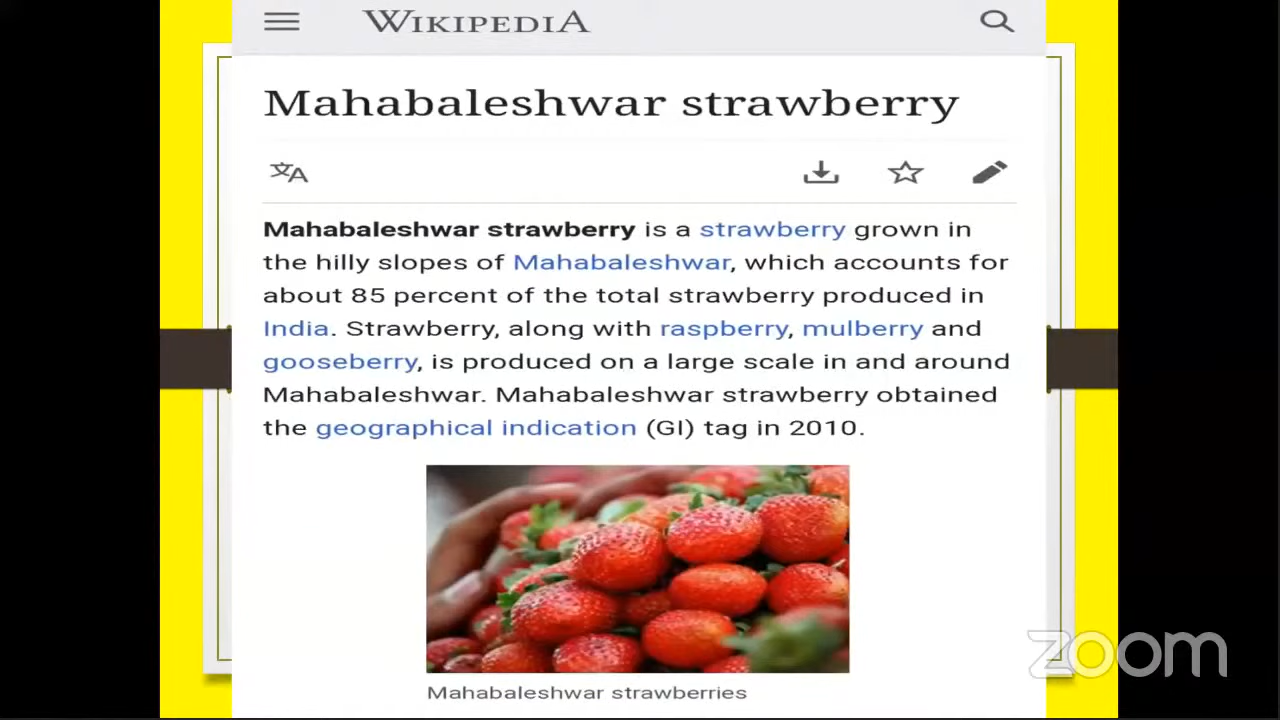 WIKIPEDIA
Mahabaleshwar strawberry
文A
Mahabaleshwar strawberry is a strawberry grown in
the hilly slopes of Mahabaleshwar, which accounts for
about 85 percent of the total strawberry produced in
India. Strawberry, along with raspberry, mulberry and
gooseberry, is produced on a large scale in and around
Mahabaleshwar. Mahabaleshwar strawberry obtained
the geographical indication (GI) tag in 2010.
Mahabaleshwar strawberries
zoom